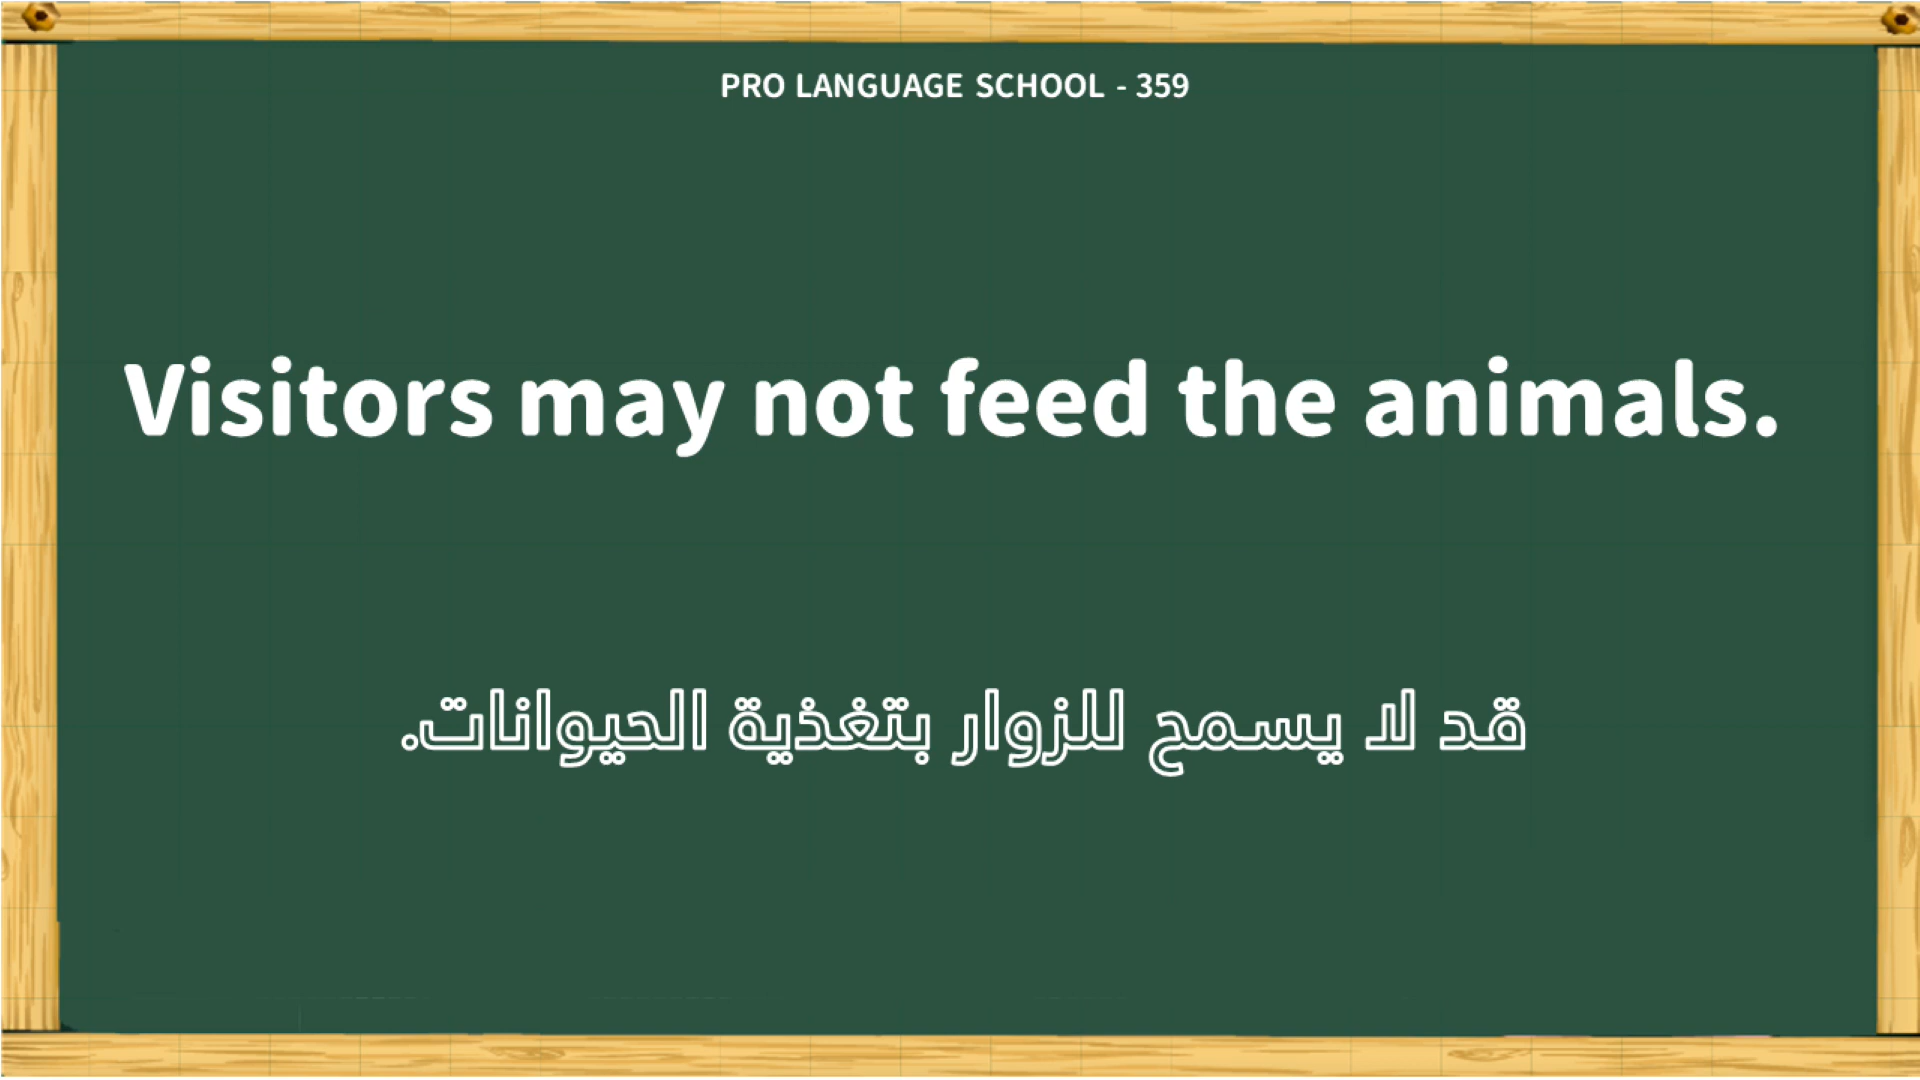 PRO LANGUAGE SCHOOL - 359
Visitors may not feed the animals.
قد لا يسمح للزوار بتغذية الحيوانات.